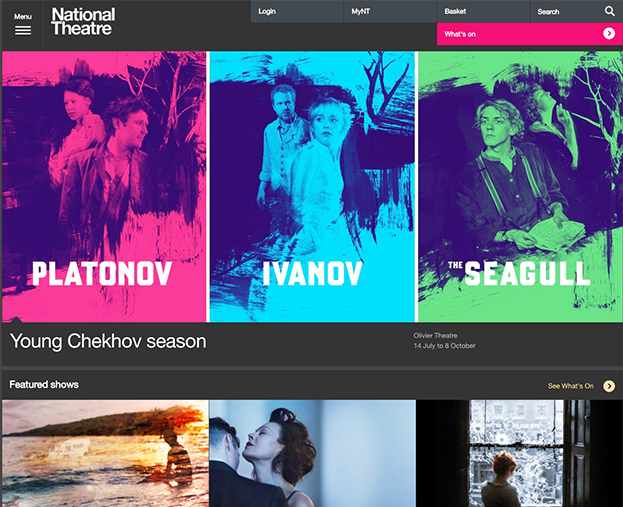 Menu
National
Theatre
Login
MyNT
Basket
Search
What's on
PLATONOV
IVANOV
THE SEAGULL
Young Chekhov season
Olivier Theatre
14 July to 8 October
Featured shows
See What's On